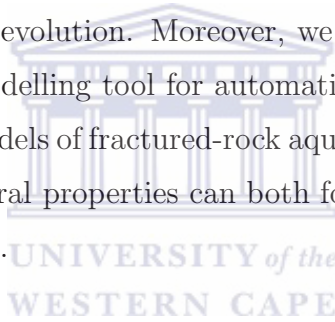 evolution. Moreover, we
delling tool for automati
dels of fractured-rock aqu
ral properties can both fo
.
UNIVERSITY of the
WESTERN CAPE